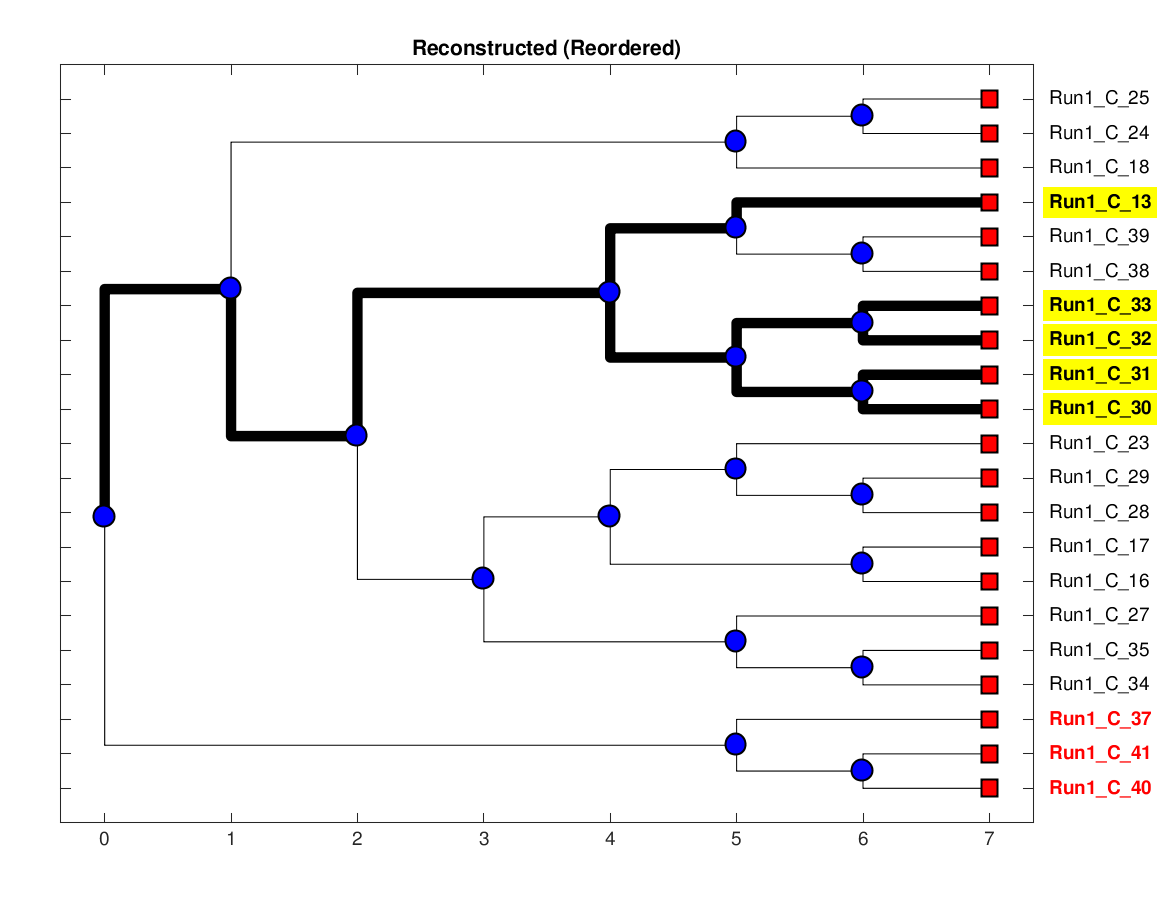 Reconstructed (Reordered)
Run1_C_25
Run1_C_24
Run1_C_18
Run1_C_13
Run1_C_39
Run1_C_38
Run1_C_33
Run1_C_32
Run1_C_31
Run1_C_30
Run1_C_23
Run1_C_29
Run1_C_28
Run1_C_17
Run1_C_16
Run1_C_27
Run1_C_35
Run1_C_34
Run1_C_37
Run1_C_41
Run1_C_40
0 1 2 3 4 5 6 7